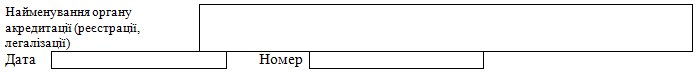 Найменування органу
акредитації (реєстрації,
легалізації)
Дата Номер